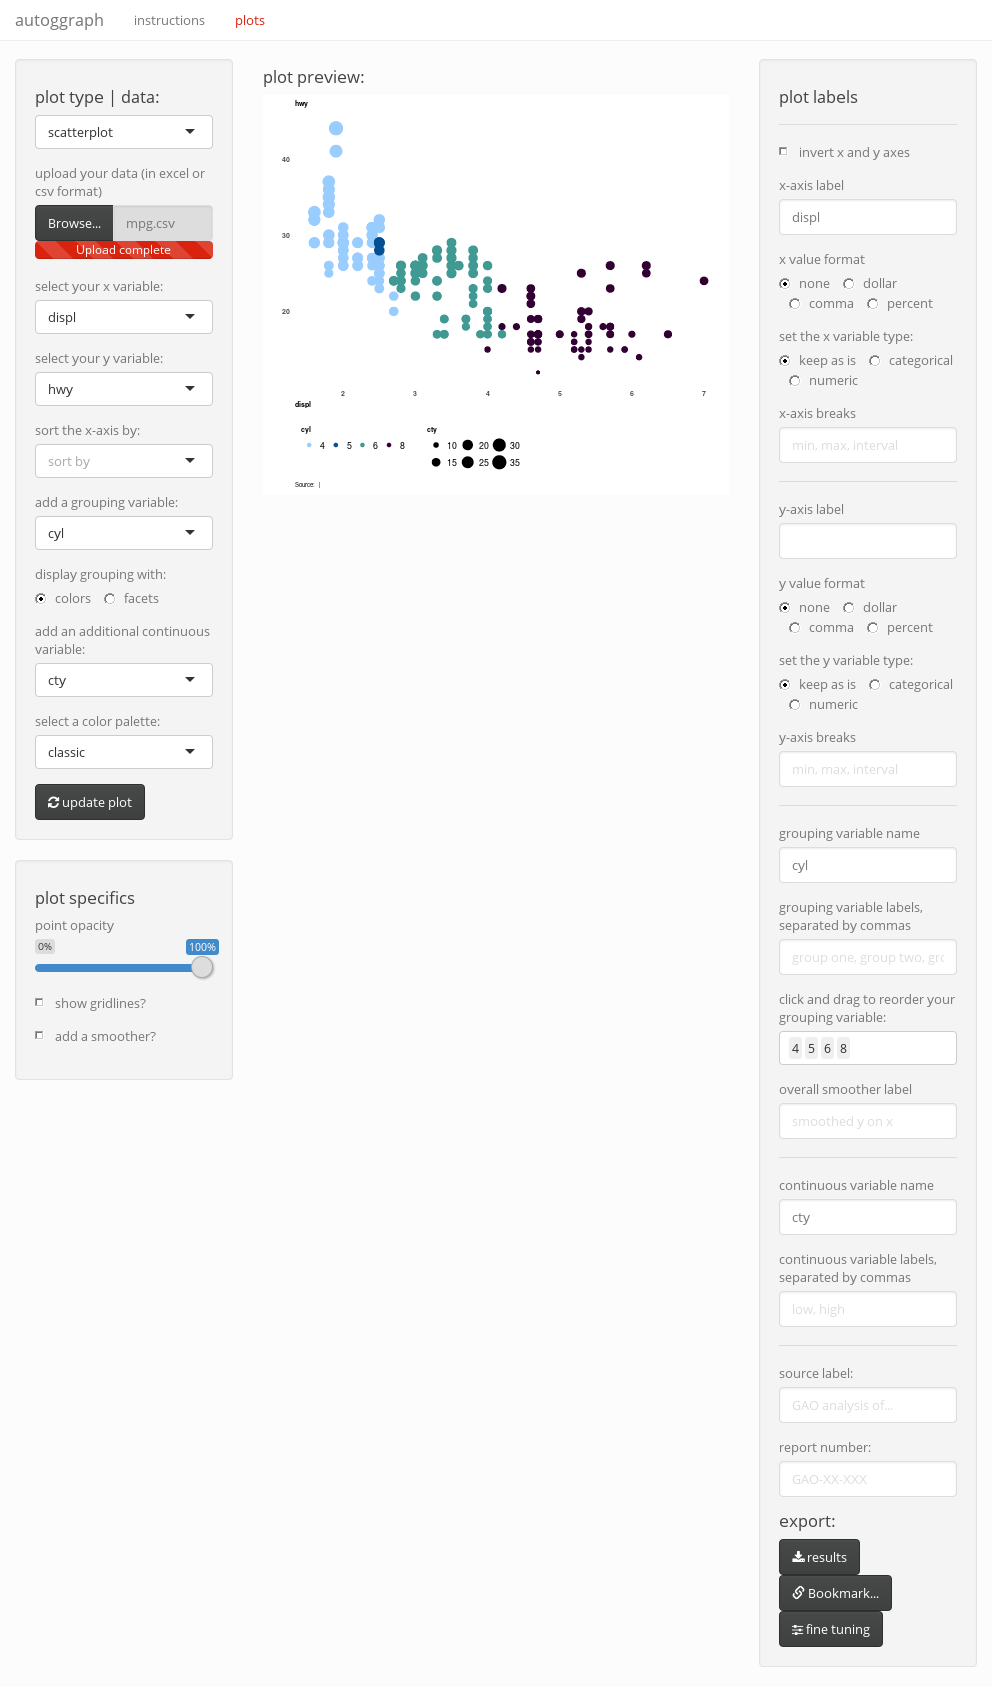 autoggraph instructions plots
plot type | data:
scatterplot
upload your data (in excel or
csv format)
Browse... mpg.csv
Upload complete
select your x variable:
displ
select your y variable:
hwy
sort the x-axis by:
sort by
add a grouping variable:
cyl
display grouping with:
colors facets
add an additional continuous
variable:
cty
select a color palette:
classic
update plot
plot specifics
point opacity
0% 100%
show gridlines?
add a smoother?
plot preview:
hwy
40
30
20
2 3 4 5 6 7
displ
cyl cty
4 5 6 8 10 20 30
15 25 35
Source: |
plot labels
invert x and y axes
x-axis label
displ
x value format
none dollar
comma percent
set the x variable type:
keep as is categorical
numeric
x-axis breaks
min, max, interval
y-axis label
y value format
none dollar
comma percent
set the y variable type:
keep as is categorical
numeric
y-axis breaks
min, max, interval
grouping variable name
cyl
grouping variable labels,
separated by commas
group one, group two, grc
click and drag to reorder your
grouping variable:
4 5 6 8
overall smoother label
smoothed y on x
continuous variable name
cty
continuous variable labels,
separated by commas
low, high
source label:
GAO analysis of...
report number:
GAO-XX-XXX
export:
results
Bookmark...
fine tuning